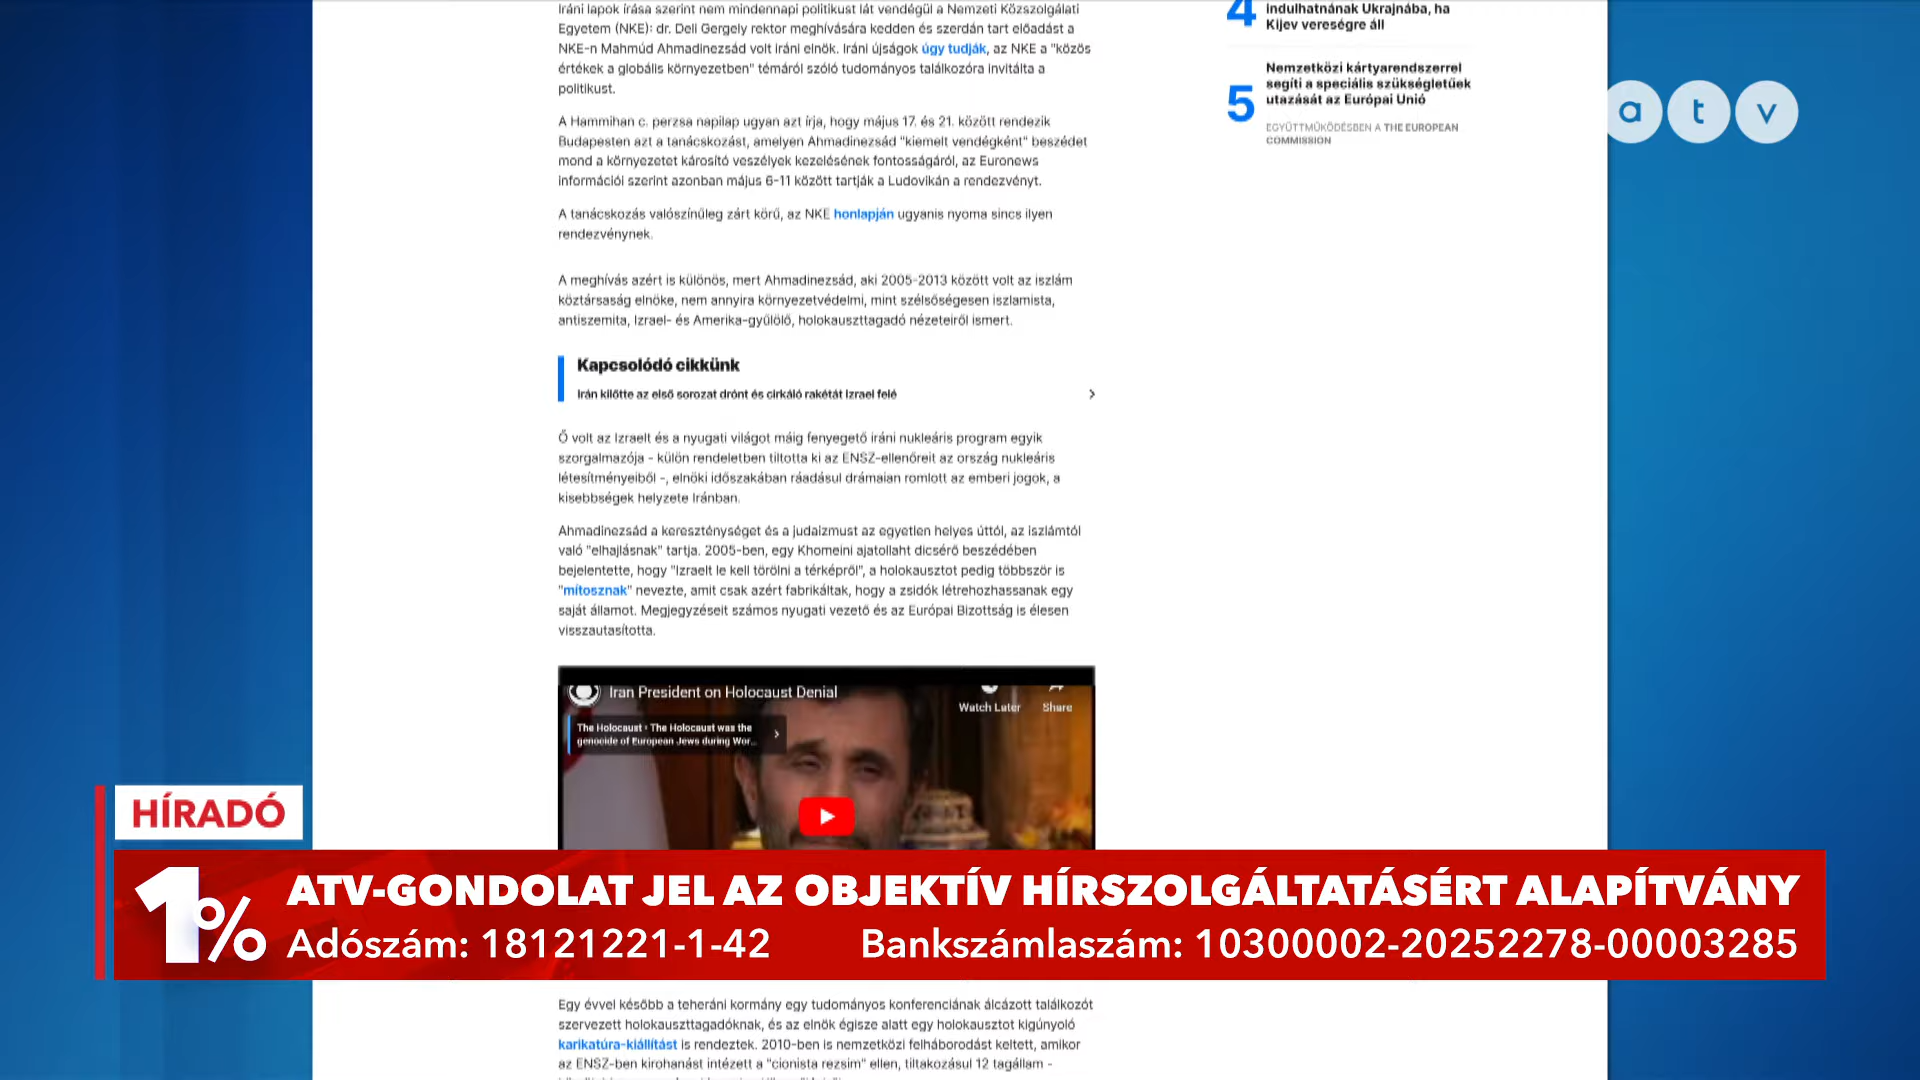 Iráni lapok írása szerint nem mindennapi politikust lát vendégül a Nemzeti Közszolgálati
Egyetem (NKE): dr. Deli Gergely rektor meghívására kedden és szerdán tart előadást a
NKE-n Mahmúd Ahmadinezsád volt iráni elnök. Iráni újságok úgy tudják, az NKE a "közös
értékek a globális környezetben" témáról szóló tudományos találkozóra invitálta a
politikust.
A Hammihan c. perzsa napilap ugyan azt írja, hogy május 17. és 21. között rendezik
Budapesten azt a tanácskozást, amelyen Ahmadinezsád "kiemelt vendégként" beszédet
mond a környezetet károsító veszélyek kezelésének fontosságáról, az Euronews
információi szerint azonban május 6-11 között tartják a Ludovikán a rendezvényt.
A tanácskozás valószínűleg zárt körű, az NKE honlapján ugyanis nyoma sincs ilyen
rendezvénynek.
A meghívás azért is különös, mert Ahmadinezsád, aki 2005-2013 között volt az iszlám
köztársaság elnöke, nem annyira környezetvédelmi, mint szélsőségesen iszlamista,
antiszemita, Izrael- és Amerika-gyűlölő, holokauszttagadó nézeteiről ismert.
Kapcsolódó cikkünk
Irán kilőtte az első sorozat drónt és cirkáló rakétát Izrael felé
Ő volt az Izraelt és a nyugati világot máig fenyegető iráni nukleáris program egyik
szorgalmazója - külön rendeletben tiltotta ki az ENSZ-ellenőreit az ország nukleáris
létesítményeiből -, elnöki időszakában ráadásul drámaian romlott az emberi jogok, a
kisebbségek helyzete Iránban.
Ahmadinezsád a kereszténységet és a judaizmust az egyetlen helyes úttól, az iszlámtól
való "elhajlásnak" tartja. 2005-ben, egy Khomeini ajatollaht dicsérő beszédében
bejelentette, hogy "Izraelt le kell törölni a térképről", a holokausztot pedig többször is
"mítosznak" nevezte, amit csak azért fabrikáltak, hogy a zsidók létrehozhassanak egy
saját államot. Megjegyzéseit számos nyugati vezető és az Európai Bizottság is élesen
visszautasította.
Iran President on Holocaust Denial
Watch Later
Share
The Holocaust · The Holocaust was the
genocide of European Jews during Wor...
Egy évvel később a teheráni kormány egy tudományos konferenciának álcázott találkozót
szervezett holokauszttagadóknak, és az elnök égisze alatt egy holokausztot kigúnyoló
karikatúra-kiállítást is rendeztek. 2010-ben is nemzetközi felháborodást keltett, amikor
az ENSZ-ben kirohanást intézett a "cionista rezsim" ellen, tiltakozásul 12 tagállam -
4
indulhatnának Ukrajnába, ha
Kijev vereségre áll
5
Nemzetközi kártyarendszerrel
segíti a speciális szükségletűek
utazását az Európai Unió
EGYÜTTMŰKÖDÉSBEN A THE EUROPEAN
COMMISSION
a t v
HÍRADÓ
1%
ATV-GONDOLAT JEL AZ OBJEKTÍV HÍRSZOLGÁLTATÁSÉRT ALAPÍTVÁNY
Adószám: 18121221-1-42 Bankszámlaszám: 10300002-20252278-00003285